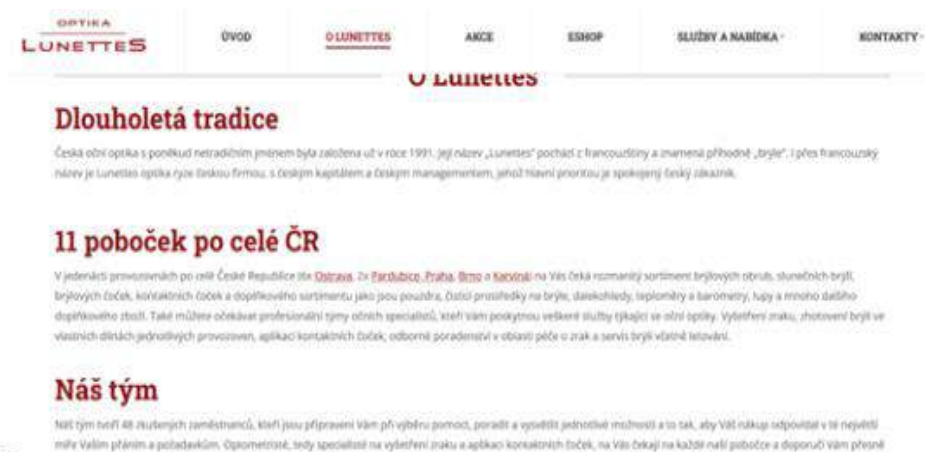 OPTIKA
LUNETTES
ÚVOD
O LUNETTES
AKCE
ESHOP
SLUŽBY A NABÍDKA
KONTAKTY
O Lunettes
Dlouholetá tradice
Česká oční optika s poněkud netradičním jménem byla založena už v roce 1991. Její název „Lunettes" pochází z francouzštiny a znamená příhodně „brýle". I přes francouzský
název je Lunettes optika ryze českou firmou, s českým kapitálem a českým managementem, jehož hlavní prioritou je spokojený český zákazník.
11 poboček po celé ČR
V jedenácti provozovnách po celé České Republice (6x Ostrava, 2x Pardubice, Praha, Brno a Karviná) na Vás čeká rozmanitý sortiment brýlových obrub, slunečních brýlí,
brýlových čoček, kontaktních čoček a doplňkového sortimentu jako jsou pouzdra, čistící prostředky na brýle, dalekohledy, teploměry a barometry, lupy a mnoho dalšího
doplňkového zboží. Také můžete očekávat profesionální týmy očních specialistů, kteří Vám poskytnou veškeré služby týkající se oční optiky. Vyšetření zraku, zhotovení brýlí ve
vlastních dílnách jednotlivých provozoven, aplikaci kontaktních čoček, odborné poradenství v oblasti péče o zrak a servis brýlí včetně letování.
Náš tým
Náš tým tvoří 48 zkušených zaměstnanců, kteří jsou připraveni Vám při výběru pomoci, poradit a vysvětlit jednotlivé možnosti a to tak, aby Váš nákup odpovídal v té největší
míře Vašim přáním a požadavkům. Optometristé, tedy specialisté na vyšetření zraku a aplikaci kontaktních čoček, na Vás čekají na každé naší pobočce a doporučí Vám přesně